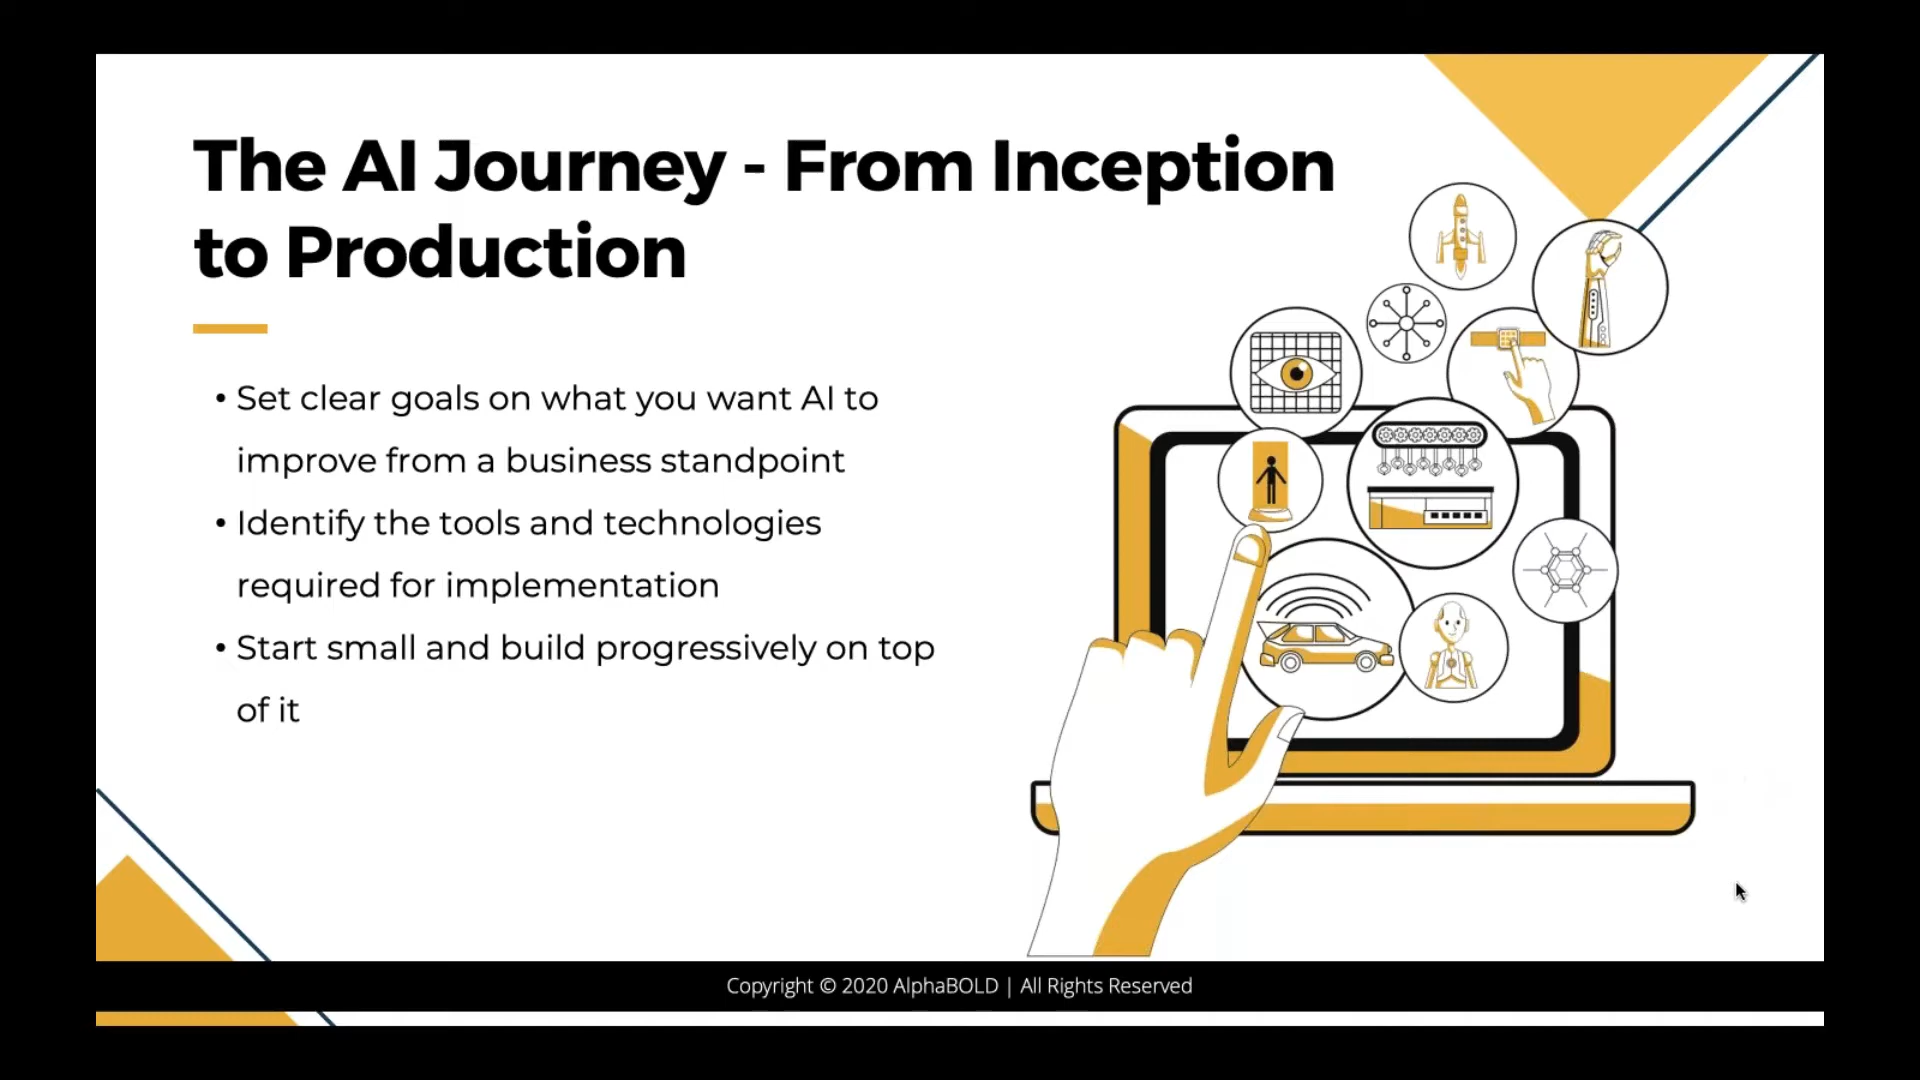 The AI Journey - From Inception
to Production
• Set clear goals on what you want AI to
improve from a business standpoint
• Identify the tools and technologies
required for implementation
• Start small and build progressively on top
of it
Copyright © 2020 AlphaBOLD | All Rights Reserved